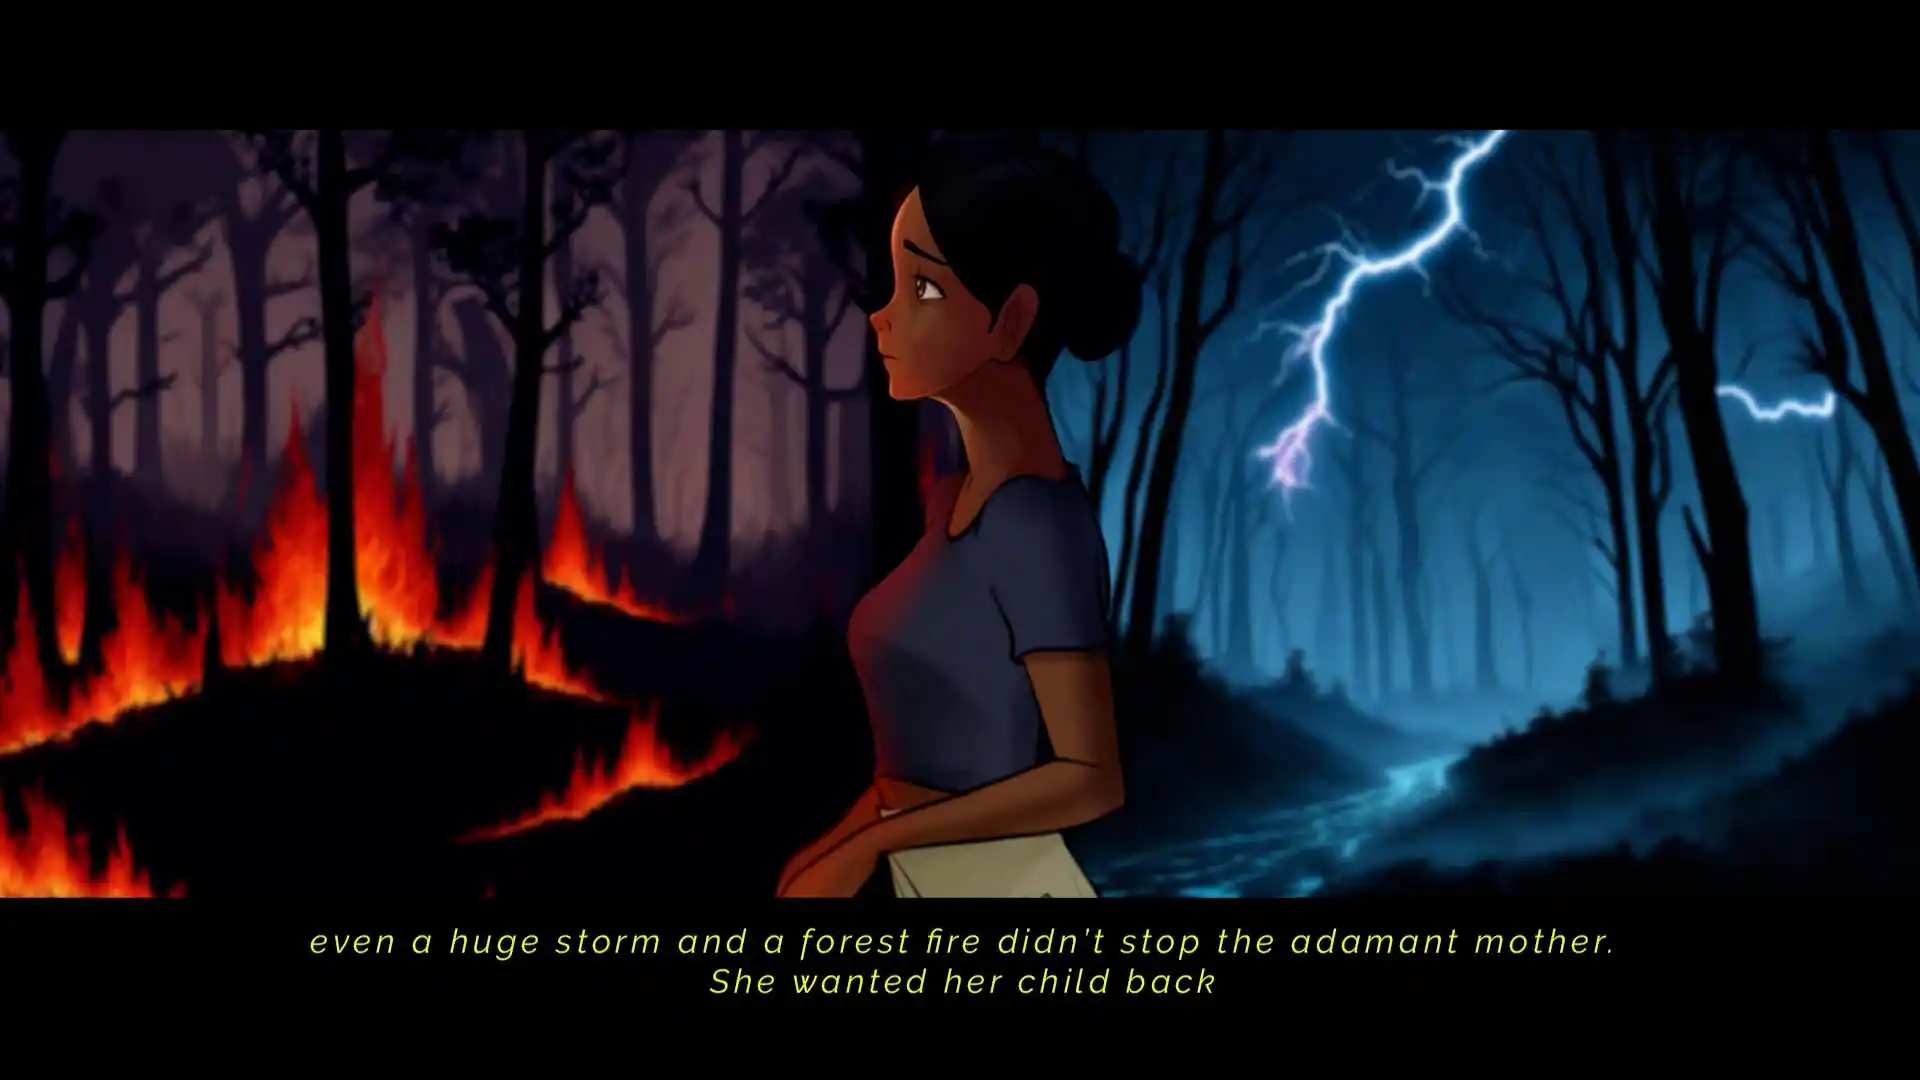 even a huge storm and a forest fire didn't stop the adamant mother.
She wanted her child back